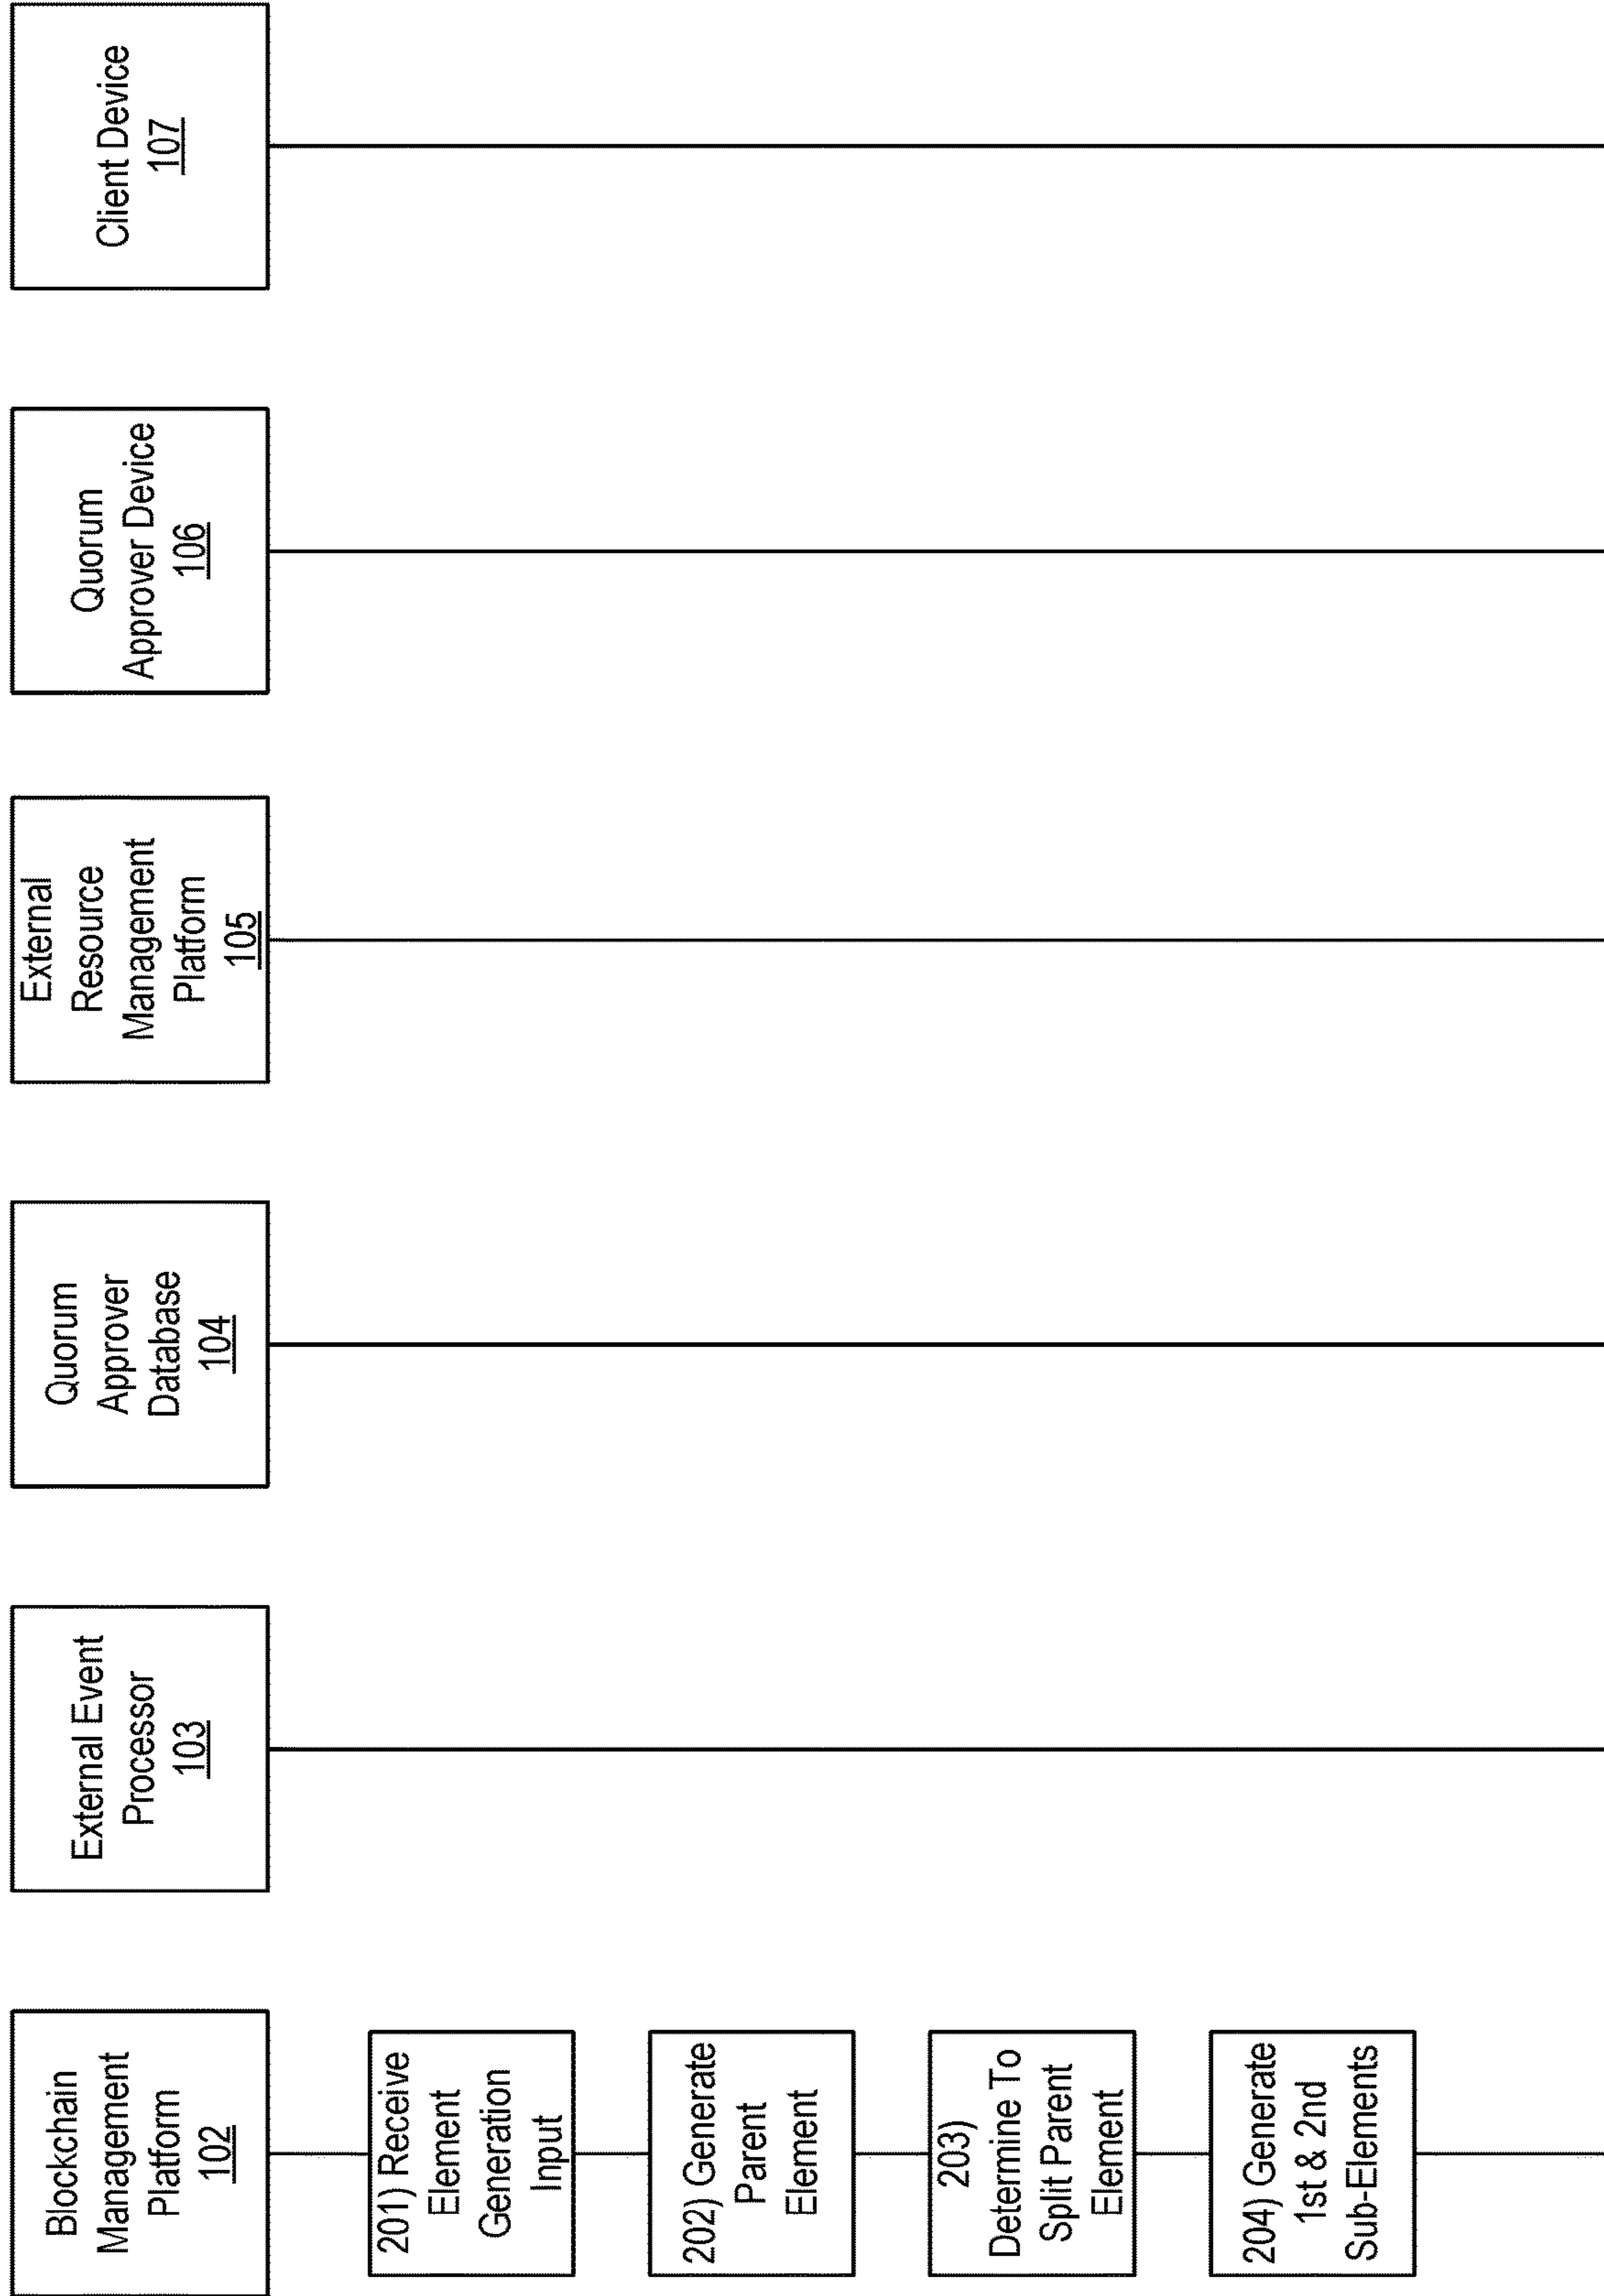 Blockchain
Management
Platform
102
External Event
Processor
103
Quorum
Approver
Database
104
External
Resource
Management
Platform
105
Quorum
Approver Device
106
Client Device
107
201) Receive
Element
Generation
Input
202) Generate
Parent
Element
203)
Determine To
Split Parent
Element
204) Generate
1st & 2nd
Sub-Elements